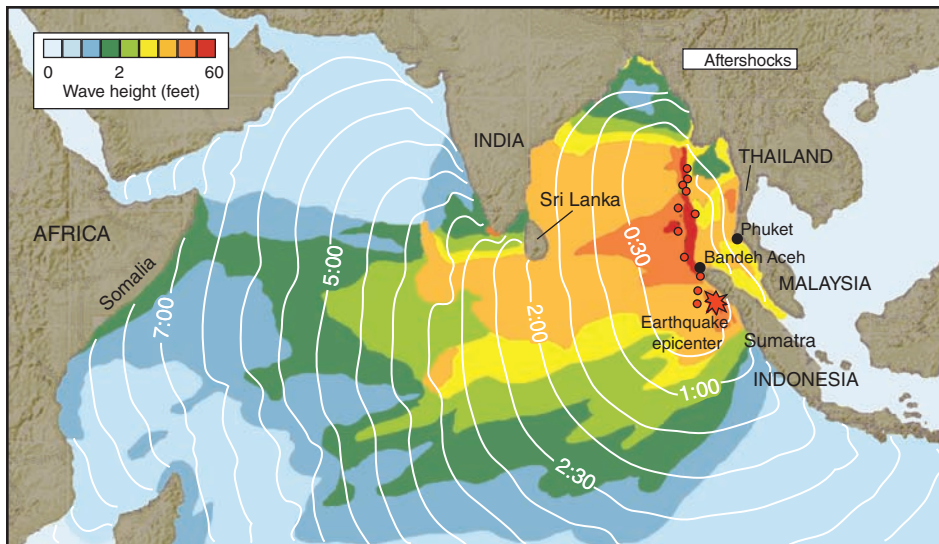 0 2 60
Wave height (feet)
Aftershocks
INDIA
THAILAND
Sri Lanka
AFRICA
Phuket
0:30
Bandeh Aceh
Somalia
5:00
MALAYSIA
7:00
2:00
Earthquake
epicenter
Sumatra
INDONESIA
1:00
2:30